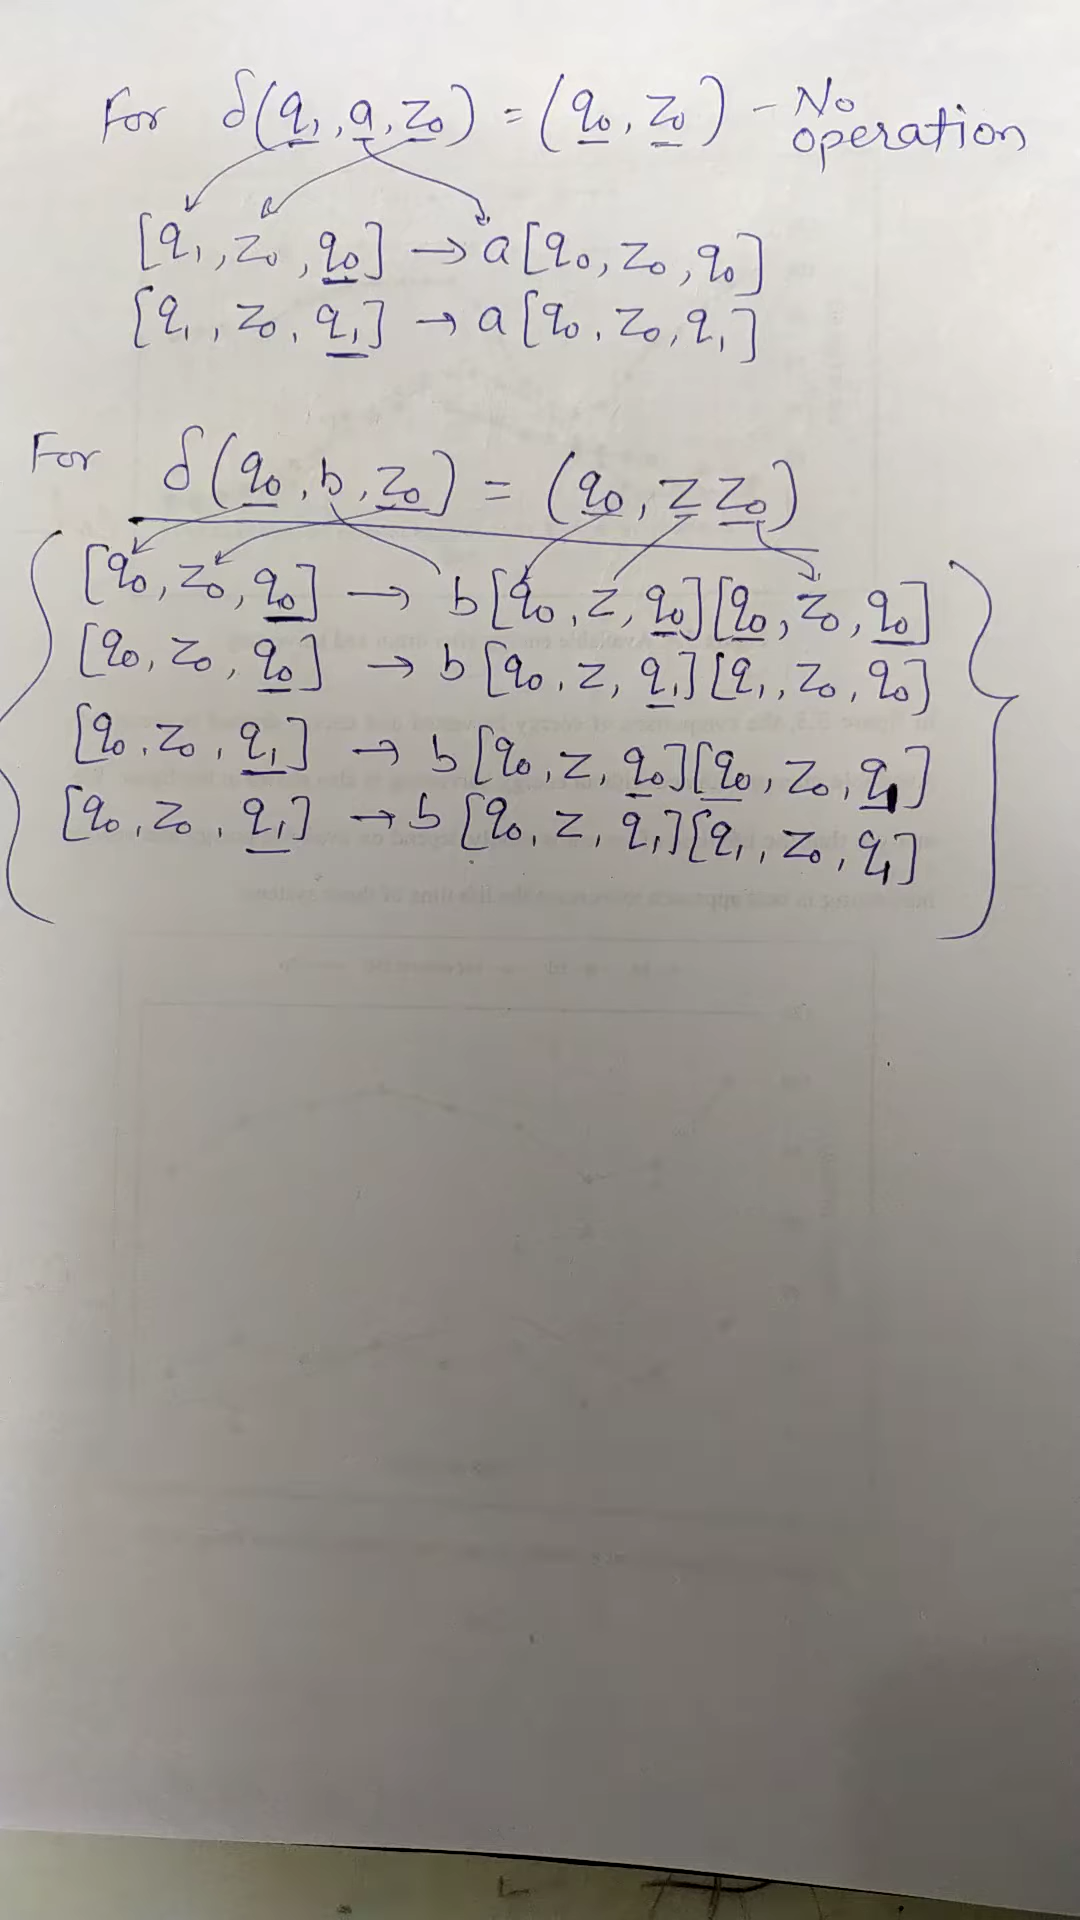 For δ(q₁, a, z₀) = (q₀, z₀) - No operation
[q₁, z₀, q₀] → a[q₀, z₀, q₀]
[q₁, z₀, q₁] → a[q₀, z₀, q₁]
For δ(q₀, b, z₀) = (q₀, z z₀)
[q₀, z₀, q₀] → b[q₀, z, q₀][q₀, z₀, q₀]
[q₀, z₀, q₀] → b[q₀, z, q₁][q₁, z₀, q₀]
[q₀, z₀, q₁] → b[q₀, z, q₀][q₀, z₀, q₁]
[q₀, z₀, q₁] → b[q₀, z, q₁][q₁, z₀, q₁]